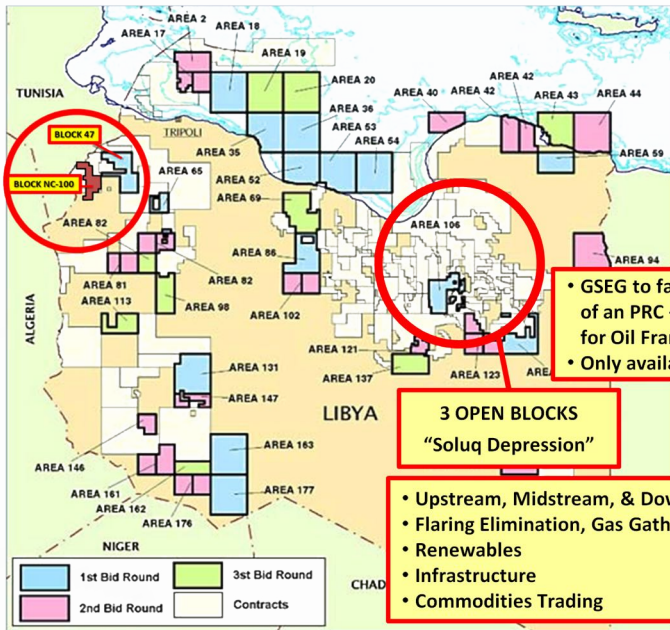 AREA 2
AREA 18
AREA 17
AREA 19
AREA 20
AREA 42
AREA 40
AREA 42
AREA 43
AREA 44
TUNISIA
AREA 36
BLOCK 47
TRIPOLI
AREA 53
AREA 35
AREA 54
AREA 59
AREA 65
AREA 52
BLOCK NC-100
AREA 69
AREA 82
AREA 106
AREA 86
AREA 94
AREA 81
AREA 82
AREA 113
AREA 98
AREA 102
ALGERIA
• GSEG to fa
of an PRC
for Oil Fran
• Only availa
AREA 121
AREA 131
AREA 137
AREA 123
AREA
AREA 147
LIBYA
3 OPEN BLOCKS
“Soluq Depression”
AREA 163
AREA 146
AREA 161
AREA 177
AREA 162
AREA 176
• Upstream, Midstream, & Dov
• Flaring Elimination, Gas Gath
• Renewables
• Infrastructure
• Commodities Trading
NIGER
CHAD
1st Bid Round
3st Bid Round
2nd Bid Round
Contracts